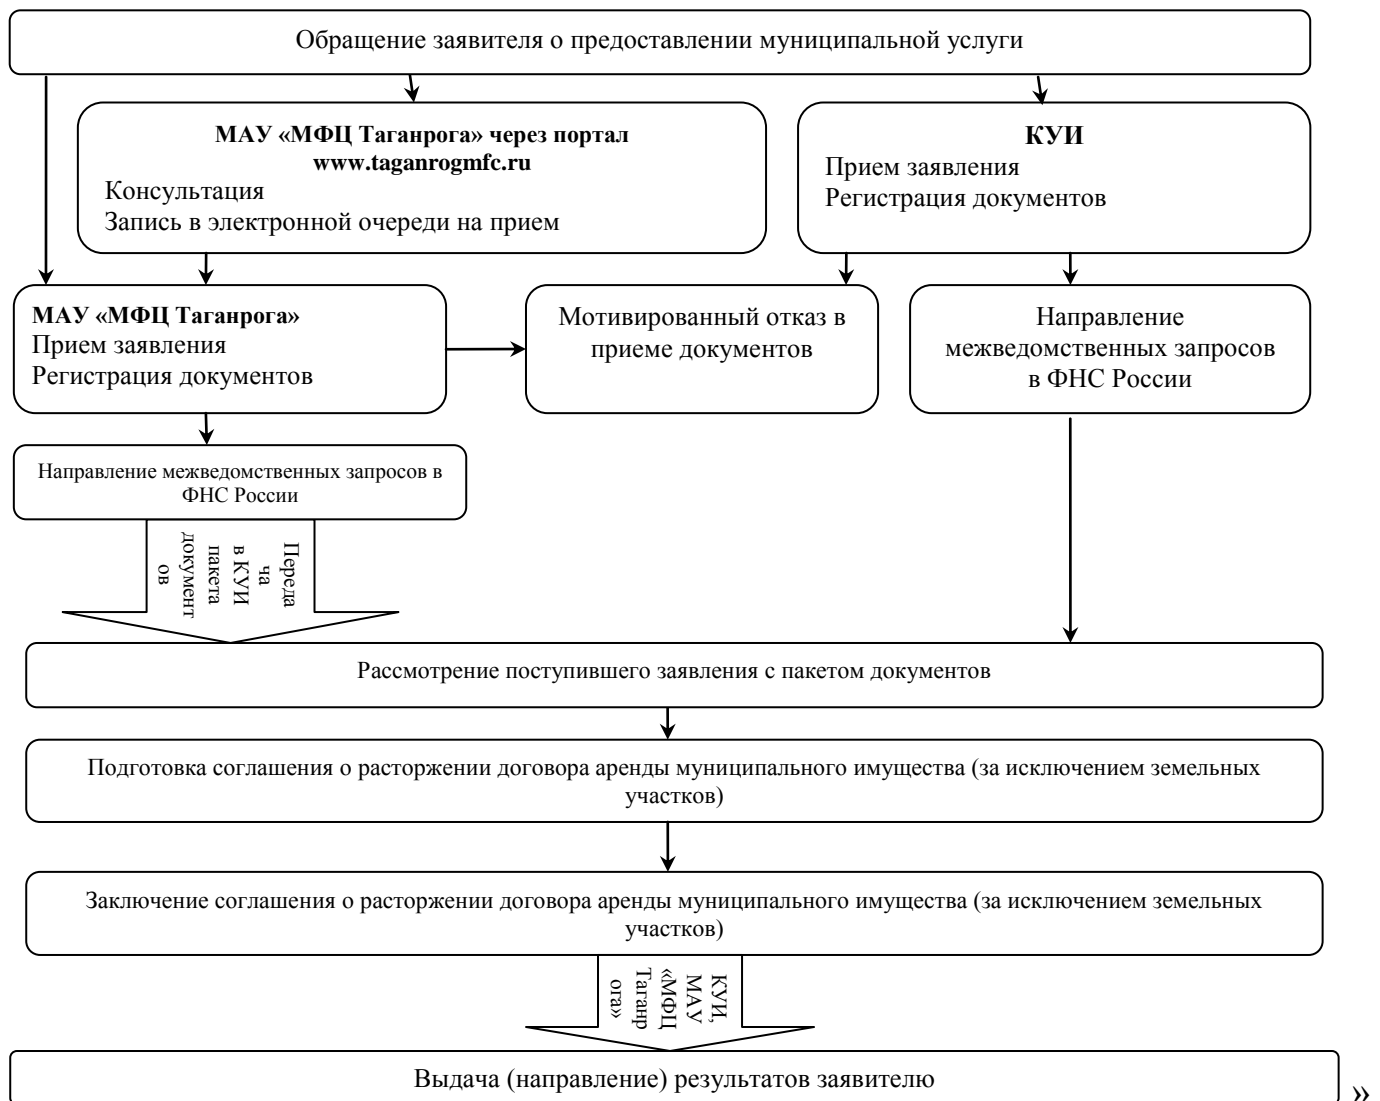 Обращение заявителя о предоставлении муниципальной услуги
МАУ «МФЦ Таганрога» через портал
www.taganrogmfc.ru
Консультация
Запись в электронной очереди на прием
КУИ
Прием заявления
Регистрация документов
МАУ «МФЦ Таганрога»
Прием заявления
Регистрация документов
Мотивированный отказ в
приеме документов
Направление
межведомственных запросов
в ФНС России
Направление межведомственных запросов в
ФНС России
Переда
ча
в КУИ
пакета
документ
ов
Рассмотрение поступившего заявления с пакетом документов
Подготовка соглашения о расторжении договора аренды муниципального имущества (за исключением земельных
участков)
Заключение соглашения о расторжении договора аренды муниципального имущества (за исключением земельных
участков)
КУИ,
МАУ
«МФЦ
Таганр
ога»
Выдача (направление) результатов заявителю
»